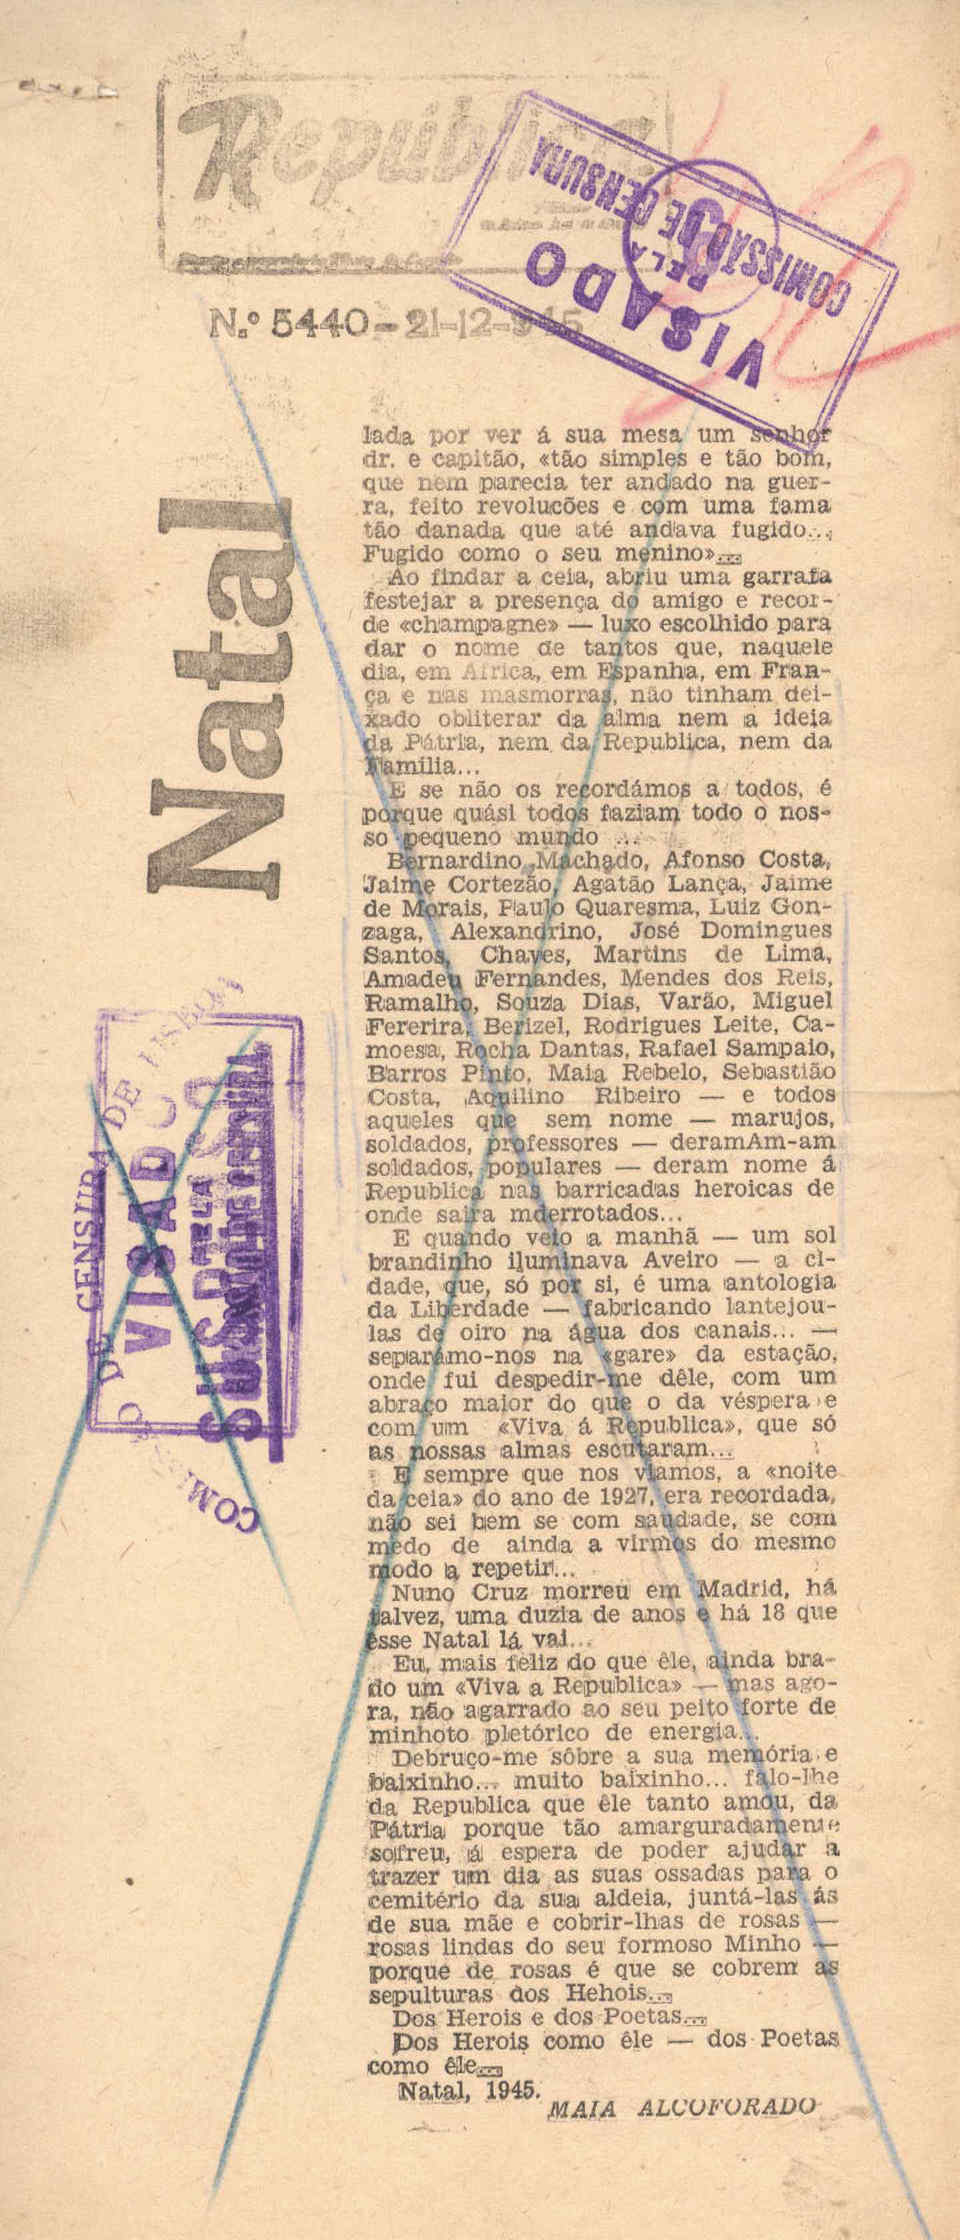 República
N.º 5440 - 21-12-945
VISADO
PELA
COMISSÃO DE CENSURA
Natal
lada por ver á sua mesa um senhor
dr. e capitão, «tão simples e tão bom,
que nem parecia ter andado na guer-
ra, feito revoluções e com uma fama
tão danada que até andava fugido...
Fugido como o seu menino»...
Ao findar a ceia, abriu uma garrafa
festejar a presença do amigo e recor-
de «champagne» — luxo escolhido para
dar o nome de tantos que, naquele
dia, em Africa, em Espanha, em Fran-
ça e nas masmorras, não tinham dei-
xado obliterar da alma nem a ideia
da Pátria, nem da Republica, nem da
Familia...
E se não os recordámos a todos, é
porque quási todos faziam todo o nos-
so pequeno mundo ...
Bernardino Machado, Afonso Costa,
Jaime Cortezão, Agatão Lança, Jaime
de Morais, Paulo Quaresma, Luiz Gon-
zaga, Alexandrino, José Domingues
Santos, Chaves, Martins de Lima,
Amadeu Fernandes, Mendes dos Reis,
Ramalho, Souza Dias, Varão, Miguel
Fererira, Berizel, Rodrigues Leite, Ca-
moesa, Rocha Dantas, Rafael Sampaio,
Barros Pinto, Maia Rebelo, Sebastião
Costa, Aquilino Ribeiro — e todos
aqueles que sem nome — marujos,
soldados, professores — deramAm-am
soldados, populares — deram nome á
Republica nas barricadas heroicas de
onde saira mderrotados...
E quando veio a manhã — um sol
brandinho iluminava Aveiro — a ci-
dade, que, só por si, é uma antologia
da Liberdade — fabricando lantejou-
las de oiro na água dos canais... —
separámo-nos na «gare» da estação,
onde fui despedir-me dêle, com um
abraço maior do que o da véspera e
com um «Viva á Republica», que só
as nossas almas escutaram...
E sempre que nos viamos, a «noite
da ceia» do ano de 1927, era recordada,
não sei bem se com saudade, se com
medo de ainda a virmos do mesmo
modo a repetir...
Nuno Cruz morreu em Madrid, há
talvez, uma duzia de anos e há 18 que
esse Natal lá vai...
Eu, mais feliz do que êle, ainda bra-
do um «Viva a Republica» — mas ago-
ra, não agarrado ao seu peito forte de
minhoto pletórico de energia...
Debruço-me sôbre a sua memória e
baixinho... muito baixinho... falo-lhe
da Republica que êle tanto amou, da
Pátria porque tão amarguradamente
sofreu, á espera de poder ajudar a
trazer um dia as suas ossadas para o
cemitério da sua aldeia, juntá-las ás
de sua mãe e cobrir-lhas de rosas —
rosas lindas do seu formoso Minho —
porque de rosas é que se cobrem as
sepulturas dos Hehois...
Dos Herois e dos Poetas...
Dos Herois como êle — dos Poetas
como êle...
Natal, 1945.
MAIA ALCOFORADO
COMISSÃO DE CENSURA DE LISBOA
VISADO
PELA